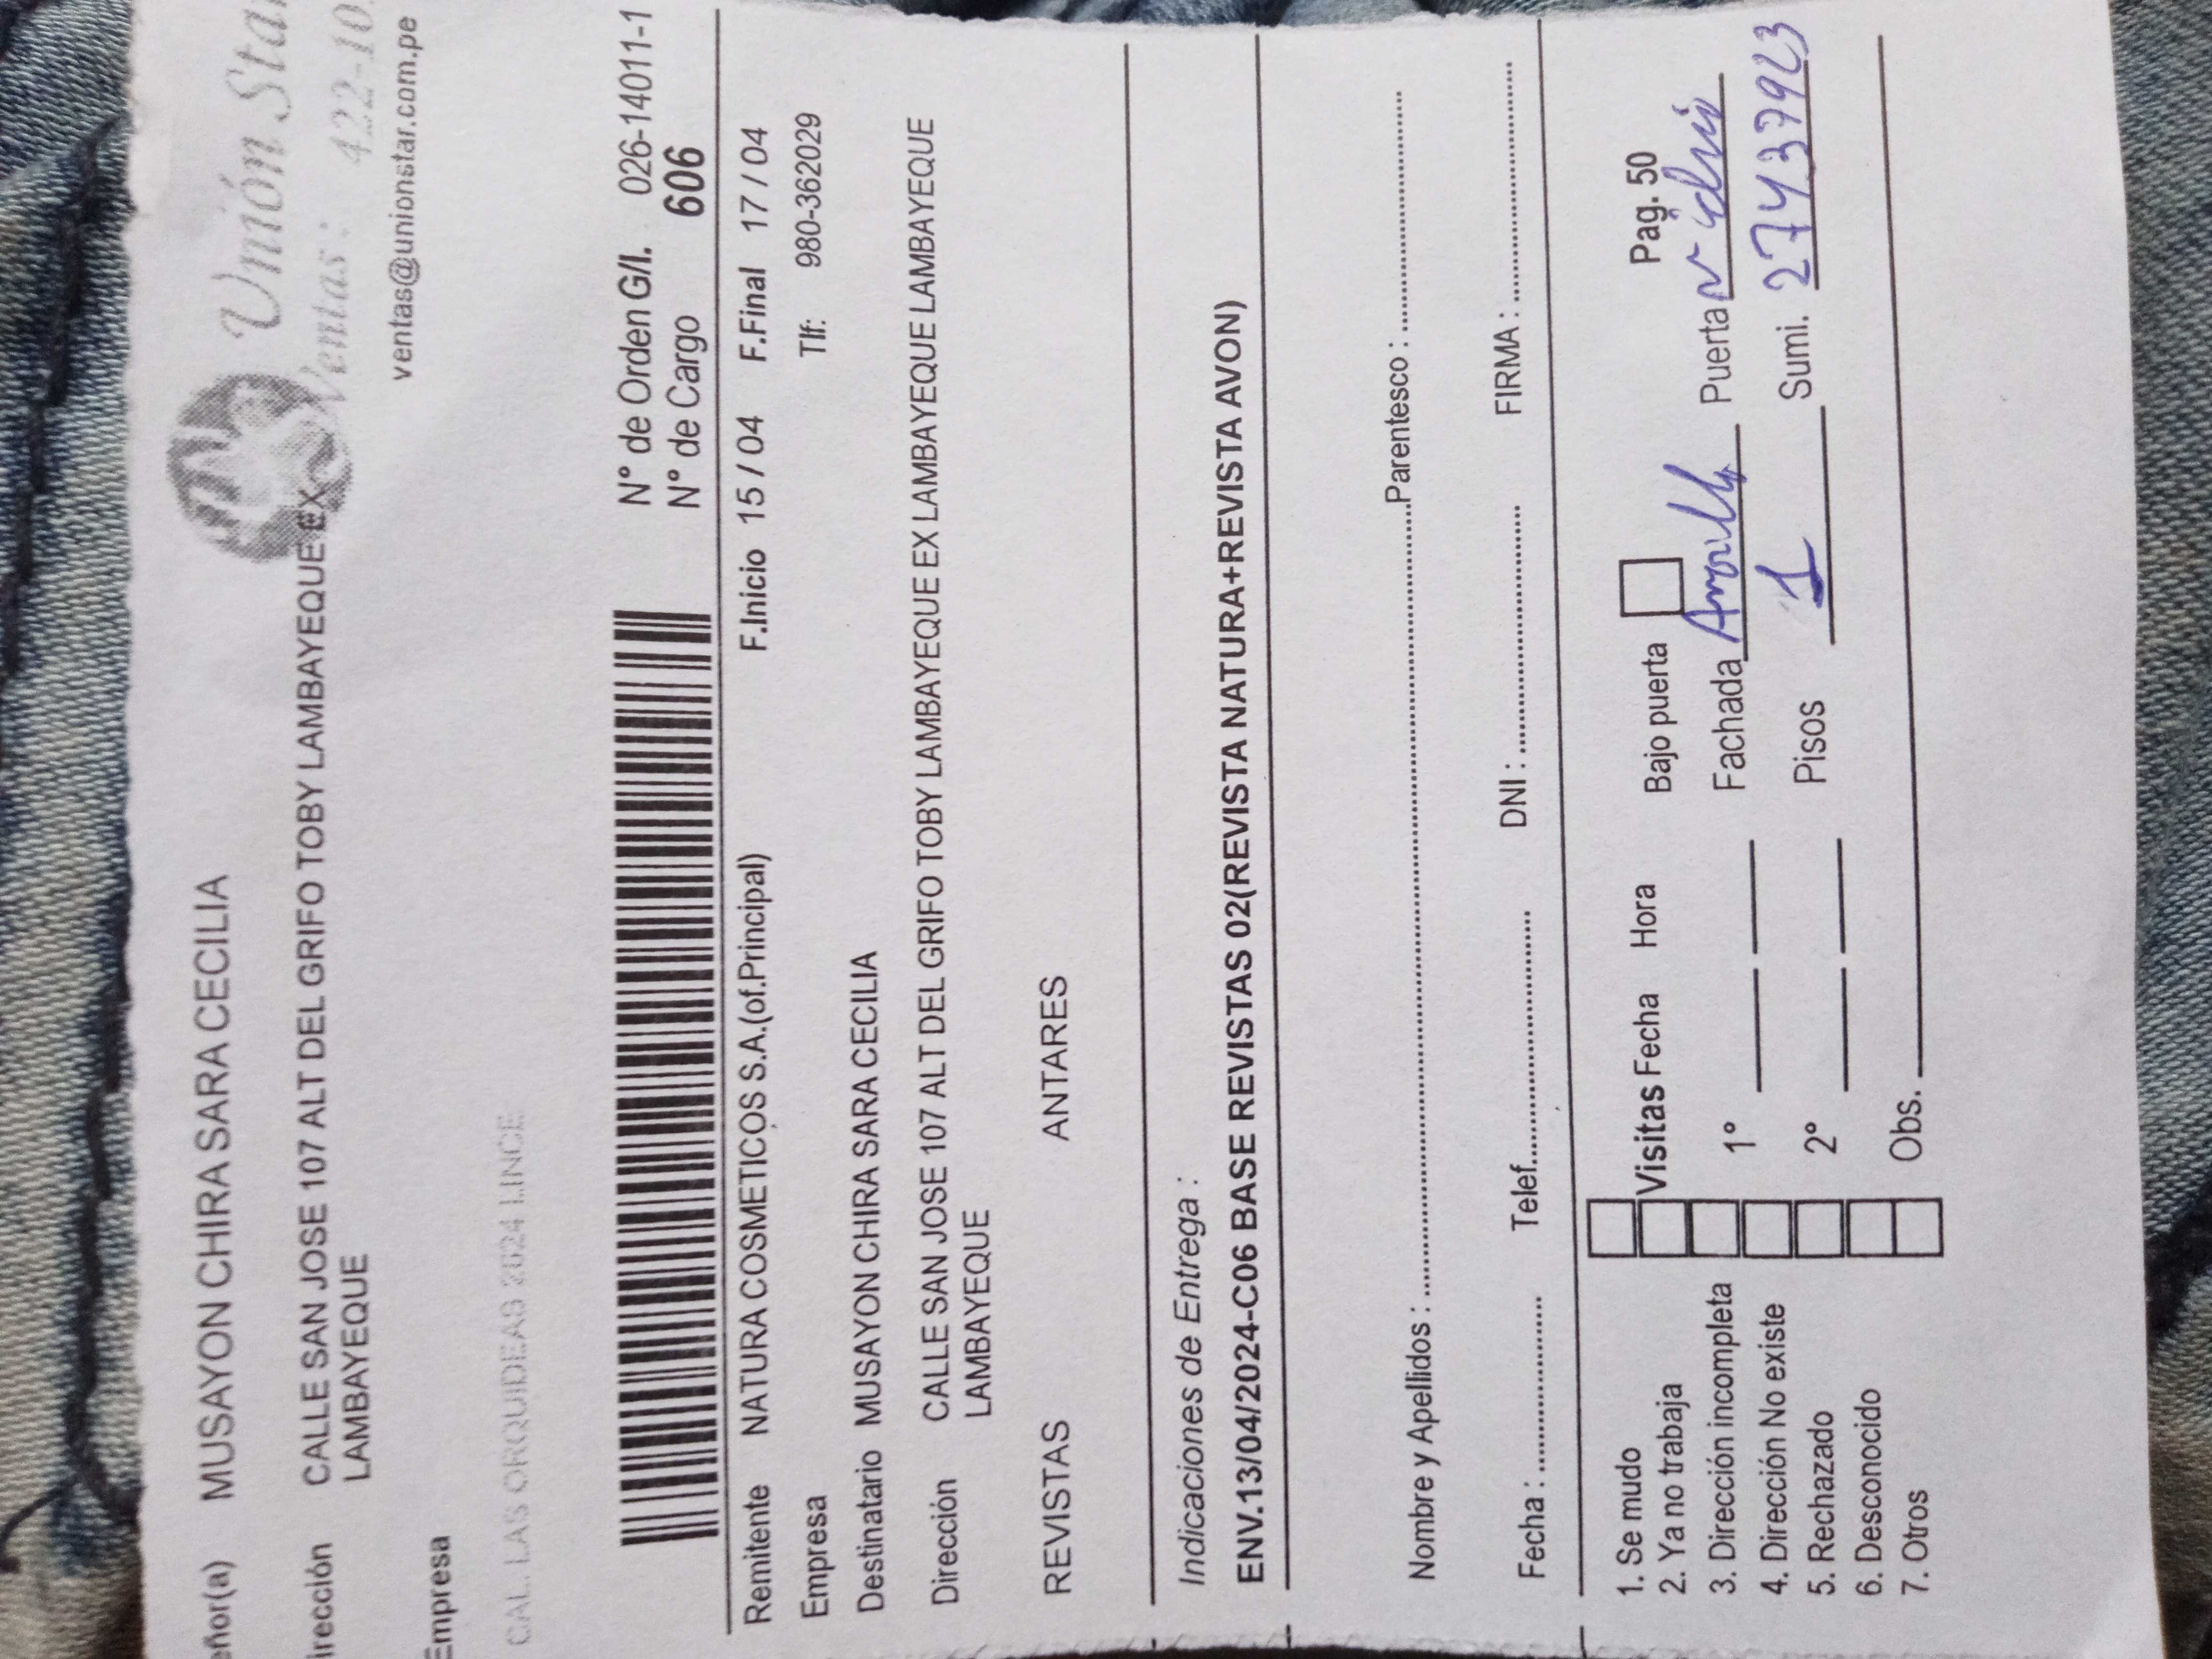 Unión Star
Ventas: 422-10
ventas@unionstar.com.pe
eñor(a) MUSAYON CHIRA SARA CECILIA
irección CALLE SAN JOSE 107 ALT DEL GRIFO TOBY LAMBAYEQUE EX
LAMBAYEQUE
Empresa
CAL. LAS ORQUIDEAS 2024 LINCE
N° de Orden G/I. 026-14011-1
N° de Cargo 606
Remitente NATURA COSMETICOS S.A.(of.Principal) F.Inicio 15 / 04 F.Final 17 / 04
Empresa Tlf: 980-362029
Destinatario MUSAYON CHIRA SARA CECILIA
Dirección CALLE SAN JOSE 107 ALT DEL GRIFO TOBY LAMBAYEQUE EX LAMBAYEQUE LAMBAYEQUE
LAMBAYEQUE
REVISTAS ANTARES
Indicaciones de Entrega :
ENV.13/04/2024-C06 BASE REVISTAS 02(REVISTA NATURA+REVISTA AVON)
Nombre y Apellidos : Parentesco :
Fecha : Telef. DNI : FIRMA :
1. Se mudo
2. Ya no trabaja
3. Dirección incompleta
4. Dirección No existe
5. Rechazado
6. Desconocido
7. Otros
Visitas Fecha Hora Bajo puerta Pag. 50
1° Fachada Puerta
2° Pisos 1 Sumi. 27437923
Obs.